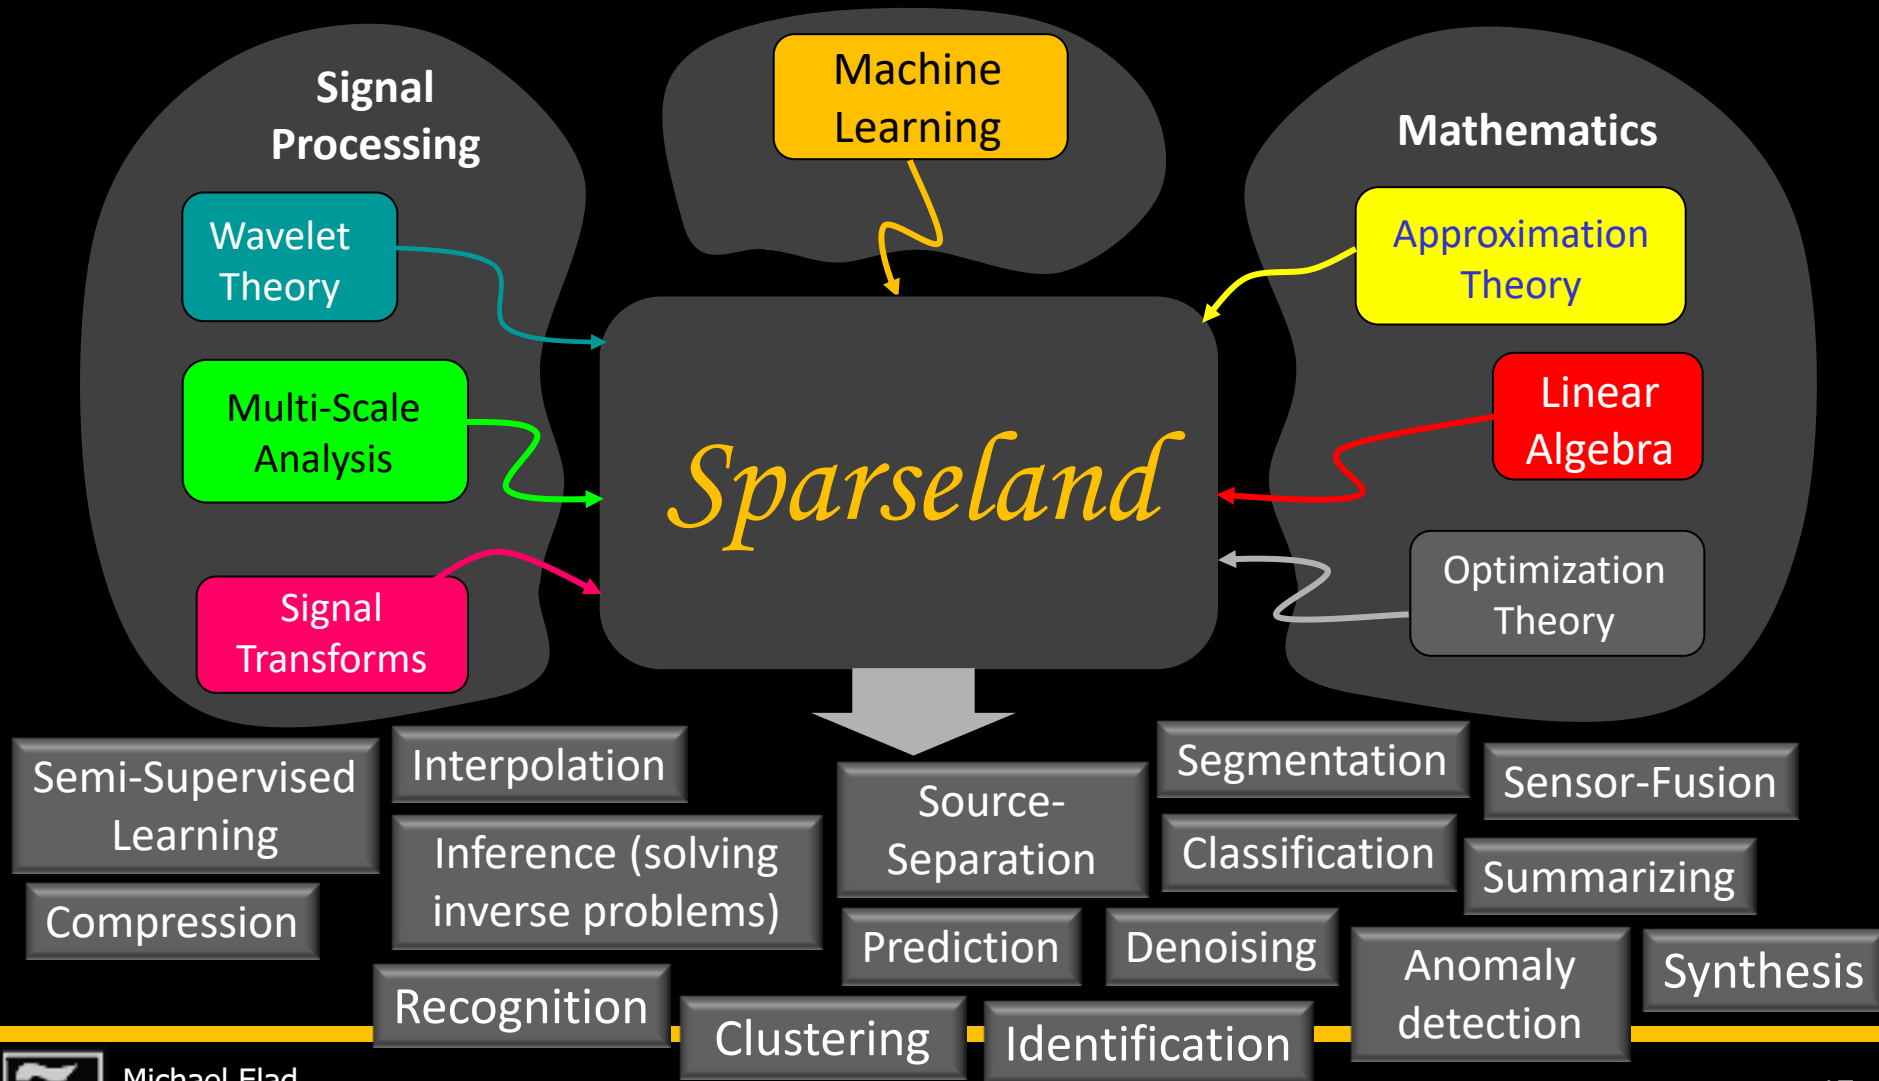 Signal
Processing
Wavelet
Theory
Multi-Scale
Analysis
Signal
Transforms
Machine
Learning
Mathematics
Approximation
Theory
Linear
Algebra
Optimization
Theory
Sparseland
Semi-Supervised
Learning
Interpolation
Compression
Inference (solving
inverse problems)
Recognition
Source-
Separation
Prediction
Clustering
Segmentation
Classification
Denoising
Identification
Sensor-Fusion
Summarizing
Anomaly
detection
Synthesis
Michael Elad